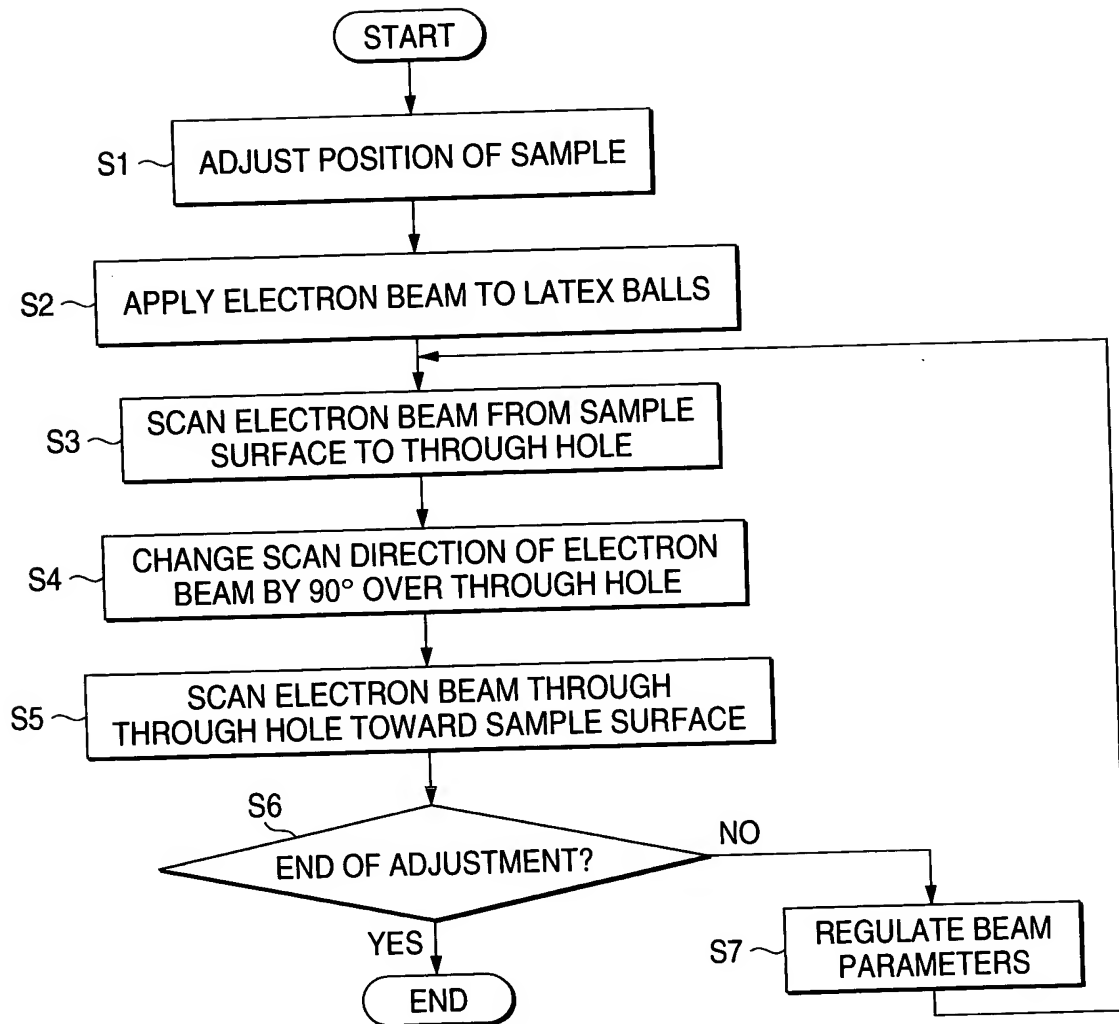 START
S1
ADJUST POSITION OF SAMPLE
S2
APPLY ELECTRON BEAM TO LATEX BALLS
S3
SCAN ELECTRON BEAM FROM SAMPLE
SURFACE TO THROUGH HOLE
S4
CHANGE SCAN DIRECTION OF ELECTRON
BEAM BY 90° OVER THROUGH HOLE
S5
SCAN ELECTRON BEAM THROUGH
THROUGH HOLE TOWARD SAMPLE SURFACE
S6
END OF ADJUSTMENT?
NO
YES
S7
REGULATE BEAM
PARAMETERS
END